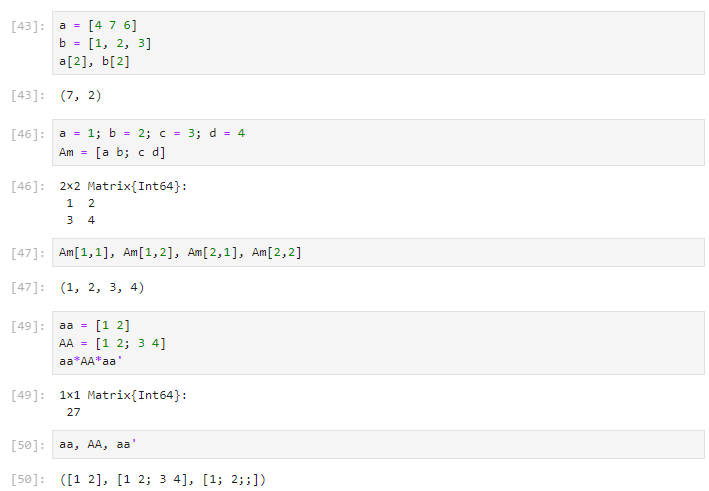 [43]: a = [4 7 6]
b = [1, 2, 3]
a[2], b[2]
[43]: (7, 2)
[46]: a = 1; b = 2; c = 3; d = 4
Am = [a b; c d]
[46]: 2×2 Matrix{Int64}:
1 2
3 4
[47]: Am[1,1], Am[1,2], Am[2,1], Am[2,2]
[47]: (1, 2, 3, 4)
[49]: aa = [1 2]
AA = [1 2; 3 4]
aa*AA*aa'
[49]: 1×1 Matrix{Int64}:
27
[50]: aa, AA, aa'
[50]: ([1 2], [1 2; 3 4], [1; 2;;])